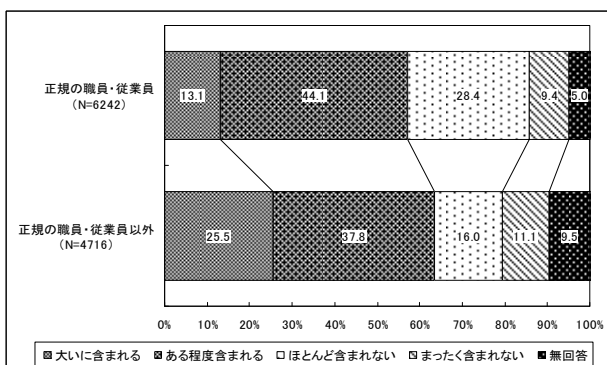 正規の職員・従業員
(N=6242)
13.1
44.1
28.4
9.4
5.0
正規の職員・従業員以外
(N=4716)
25.5
37.8
16.0
11.1
9.5
0% 10% 20% 30% 40% 50% 60% 70% 80% 90% 100%
大いに含まれる ある程度含まれる ほとんど含まれない まったく含まれない 無回答